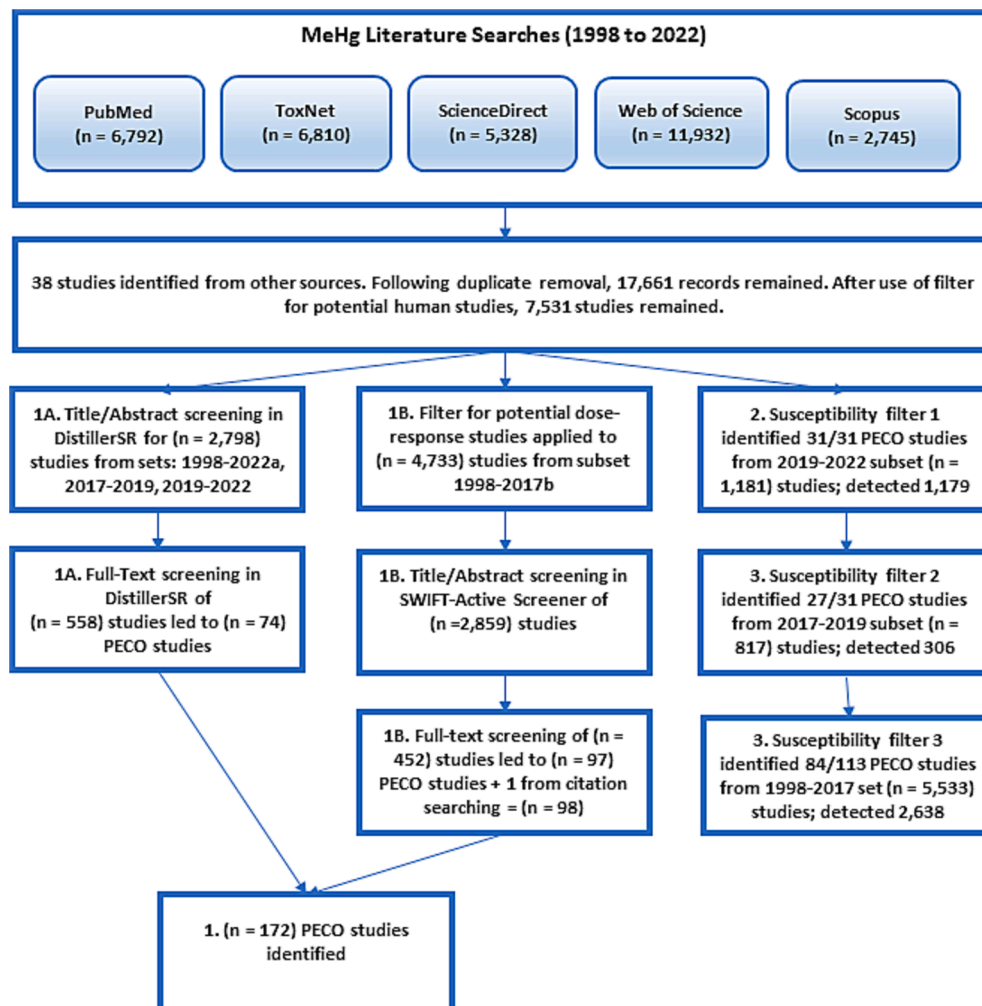 MeHg Literature Searches (1998 to 2022)
PubMed
(n = 6,792)
ToxNet
(n = 6,810)
ScienceDirect
(n = 5,328)
Web of Science
(n = 11,932)
Scopus
(n = 2,745)
38 studies identified from other sources. Following duplicate removal, 17,661 records remained. After use of filter
for potential human studies, 7,531 studies remained.
1A. Title/Abstract screening in
DistillerSR for (n = 2,798)
studies from sets: 1998-2022a,
2017-2019, 2019-2022
1B. Filter for potential dose-
response studies applied to
(n = 4,733) studies from subset
1998-2017b
2. Susceptibility filter 1
identified 31/31 PECO studies
from 2019-2022 subset (n =
1,181) studies; detected 1,179
1A. Full-Text screening in
DistillerSR of
(n = 558) studies led to (n = 74)
PECO studies
1B. Title/Abstract screening in
SWIFT-Active Screener of
(n =2,859) studies
3. Susceptibility filter 2
identified 27/31 PECO studies
from 2017-2019 subset (n =
817) studies; detected 306
1B. Full-text screening of (n =
452) studies led to (n = 97)
PECO studies + 1 from citation
searching = (n = 98)
3. Susceptibility filter 3
identified 84/113 PECO studies
from 1998-2017 set (n = 5,533)
studies; detected 2,638
1. (n = 172) PECO studies
identified